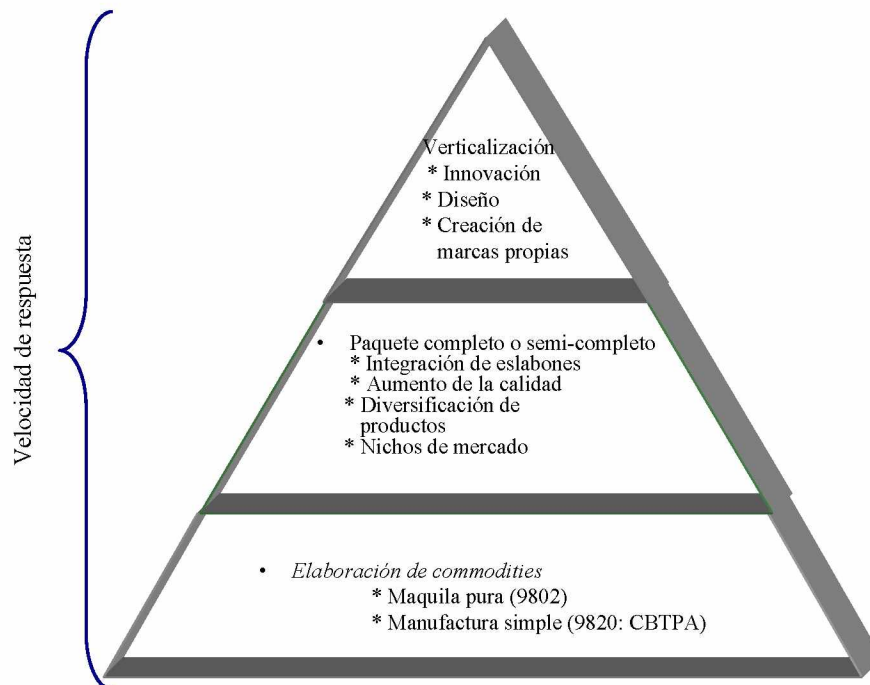 Velocidad de respuesta
Verticalización
* Innovación
* Diseño
* Creación de
marcas propias
• Paquete completo o semi-completo
* Integración de eslabones
* Aumento de la calidad
* Diversificación de
productos
* Nichos de mercado
• Elaboración de commodities
* Maquila pura (9802)
* Manufactura simple (9820: CBTPA)